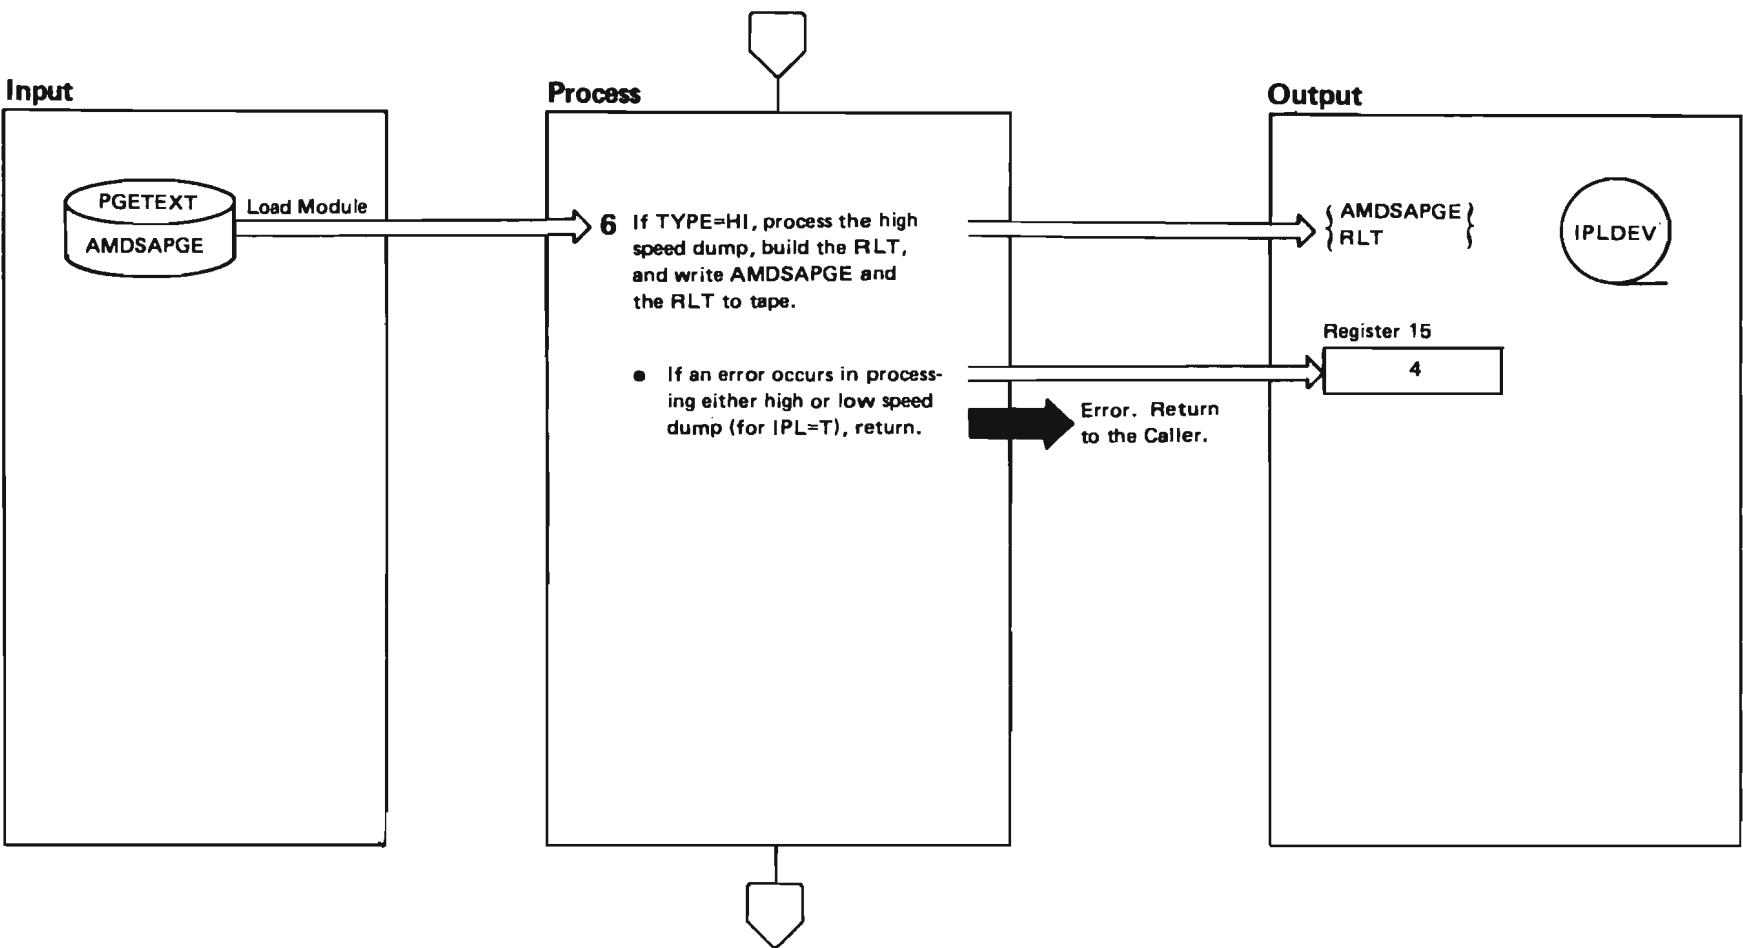 Input
PGETEXT
AMDSAPGE
Load Module
Process
6 If TYPE=HI, process the high
speed dump, build the RLT,
and write AMDSAPGE and
the RLT to tape.
• If an error occurs in process-
ing either high or low speed
dump (for IPL=T), return.
Error. Return
to the Caller.
Output
AMDSAPGE
RLT
IPLDEV
Register 15
4